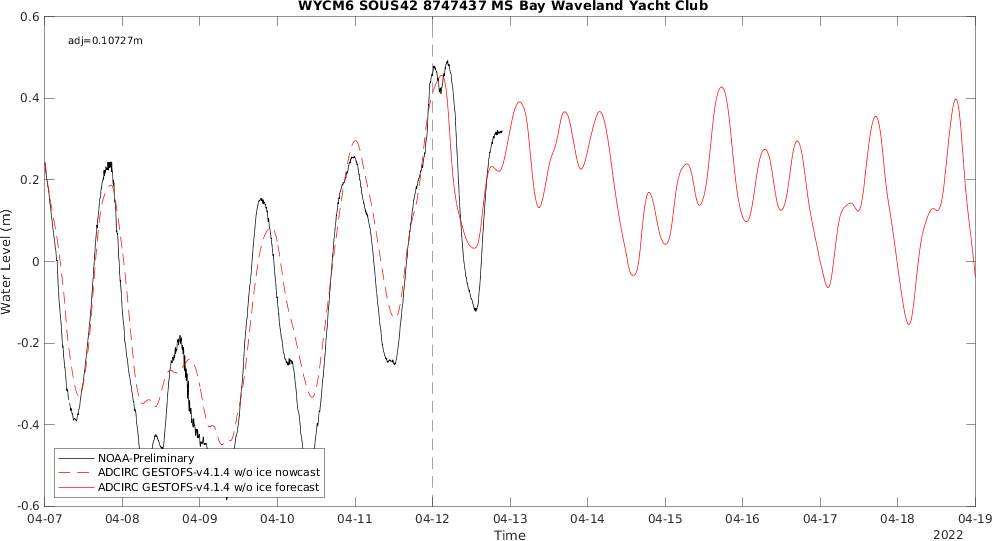 WYCM6 SOUS42 8747437 MS Bay Waveland Yacht Club
adj=0.10727m
0.6
0.4
0.2
0
-0.2
-0.4
-0.6
Water Level (m)
NOAA-Preliminary
ADCIRC GESTOFS-v4.1.4 w/o ice nowcast
ADCIRC GESTOFS-v4.1.4 w/o ice forecast
04-07 04-08 04-09 04-10 04-11 04-12 04-13 04-14 04-15 04-16 04-17 04-18 04-19
Time
2022